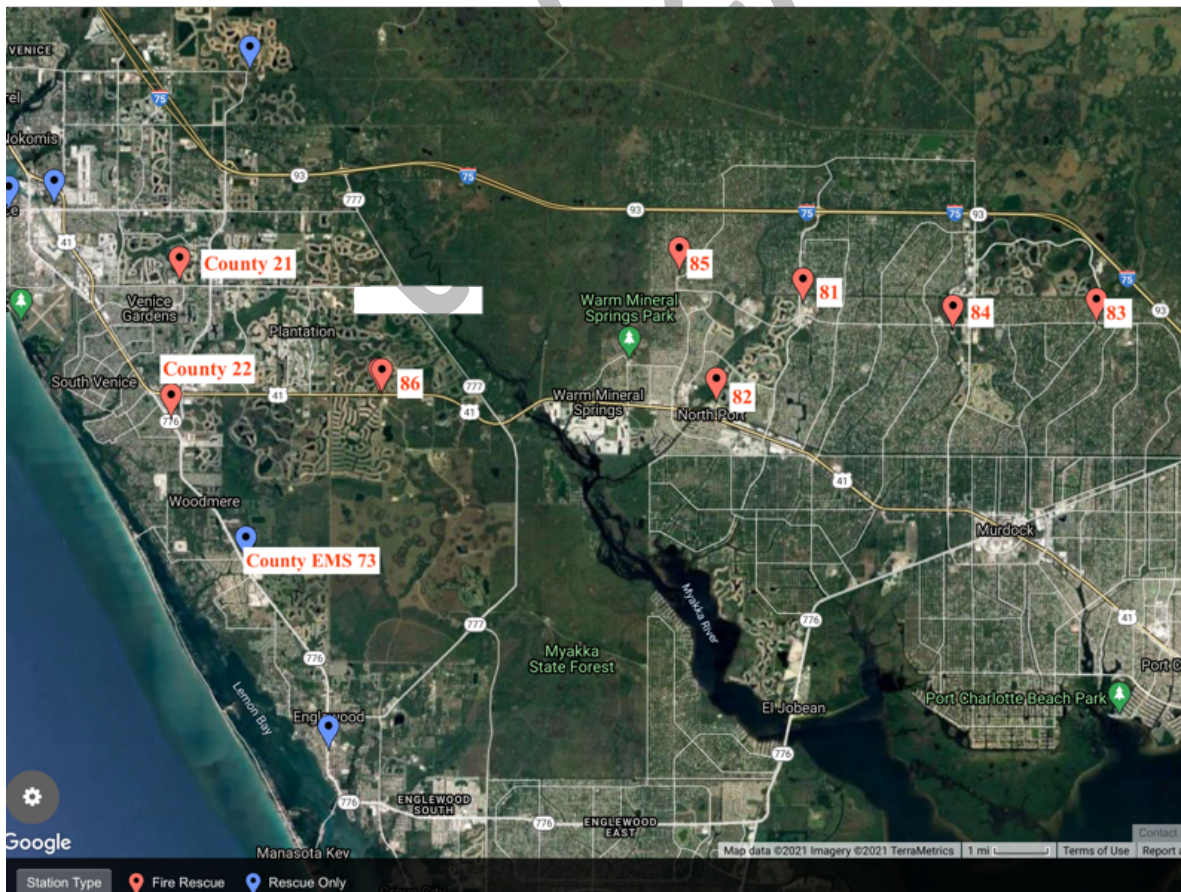 VENICE
75
Nokomis
93
75
777
93
75
75
93
41
County 21
85
75
93
81
Warm Mineral
Springs Park
84
83
Venice
Gardens
Plantation
County 22
South Venice
86
777
41
41
Warm Mineral
Springs
82
North Port
776
41
Woodmere
Murdock
County EMS 73
Myakka River
776
41
777
Myakka
State Forest
776
Port C
Lemon Bay
Port Charlotte Beach Park
El Jobean
Englewood
776
776
ENGLEWOOD
SOUTH
776
ENGLEWOOD
EAST
Google
Manasota Key
Map data ©2021 Imagery ©2021 TerraMetrics 1 mi Terms of Use Report a
Contact
Station Type Fire Rescue Rescue Only